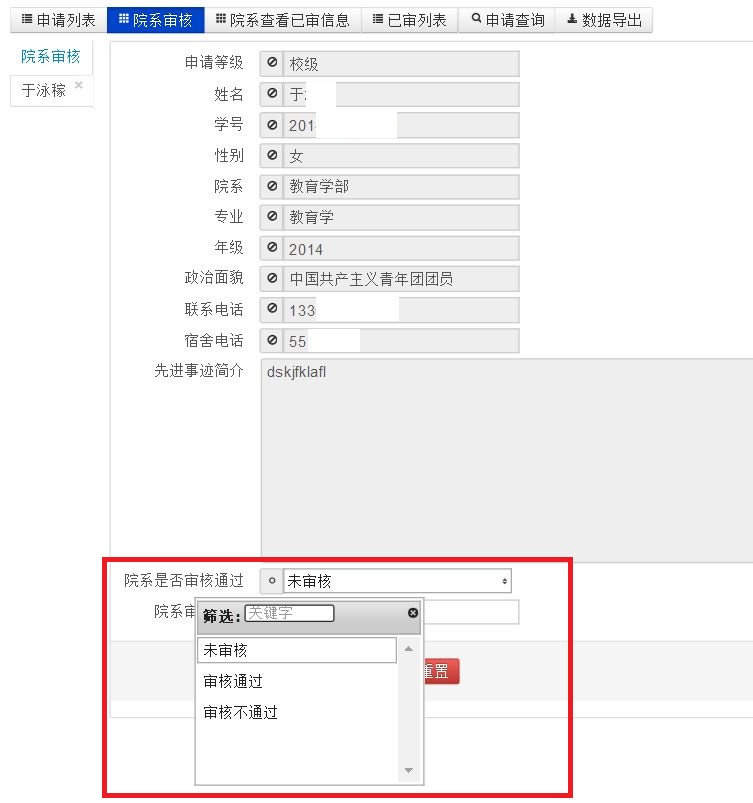 申请列表 院系审核 院系查看已审信息 已审列表 申请查询 数据导出
院系审核
于泳稼
申请等级 校级
姓名 于
学号 201
性别 女
院系 教育学部
专业 教育学
年级 2014
政治面貌 中国共产主义青年团团员
联系电话 133
宿舍电话 55
先进事迹简介 dskjfklafl
院系是否审核通过 未审核
院系审
筛选: 关键字
未审核
审核通过
审核不通过
重置